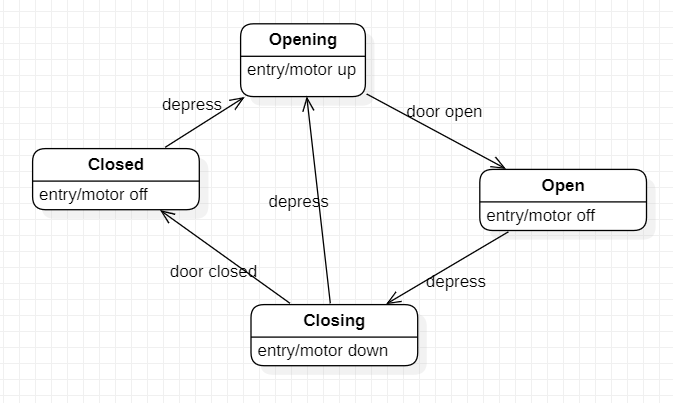 Opening
entry/motor up
depress
door open
Closed
entry/motor off
Open
entry/motor off
depress
door closed
depress
Closing
entry/motor down